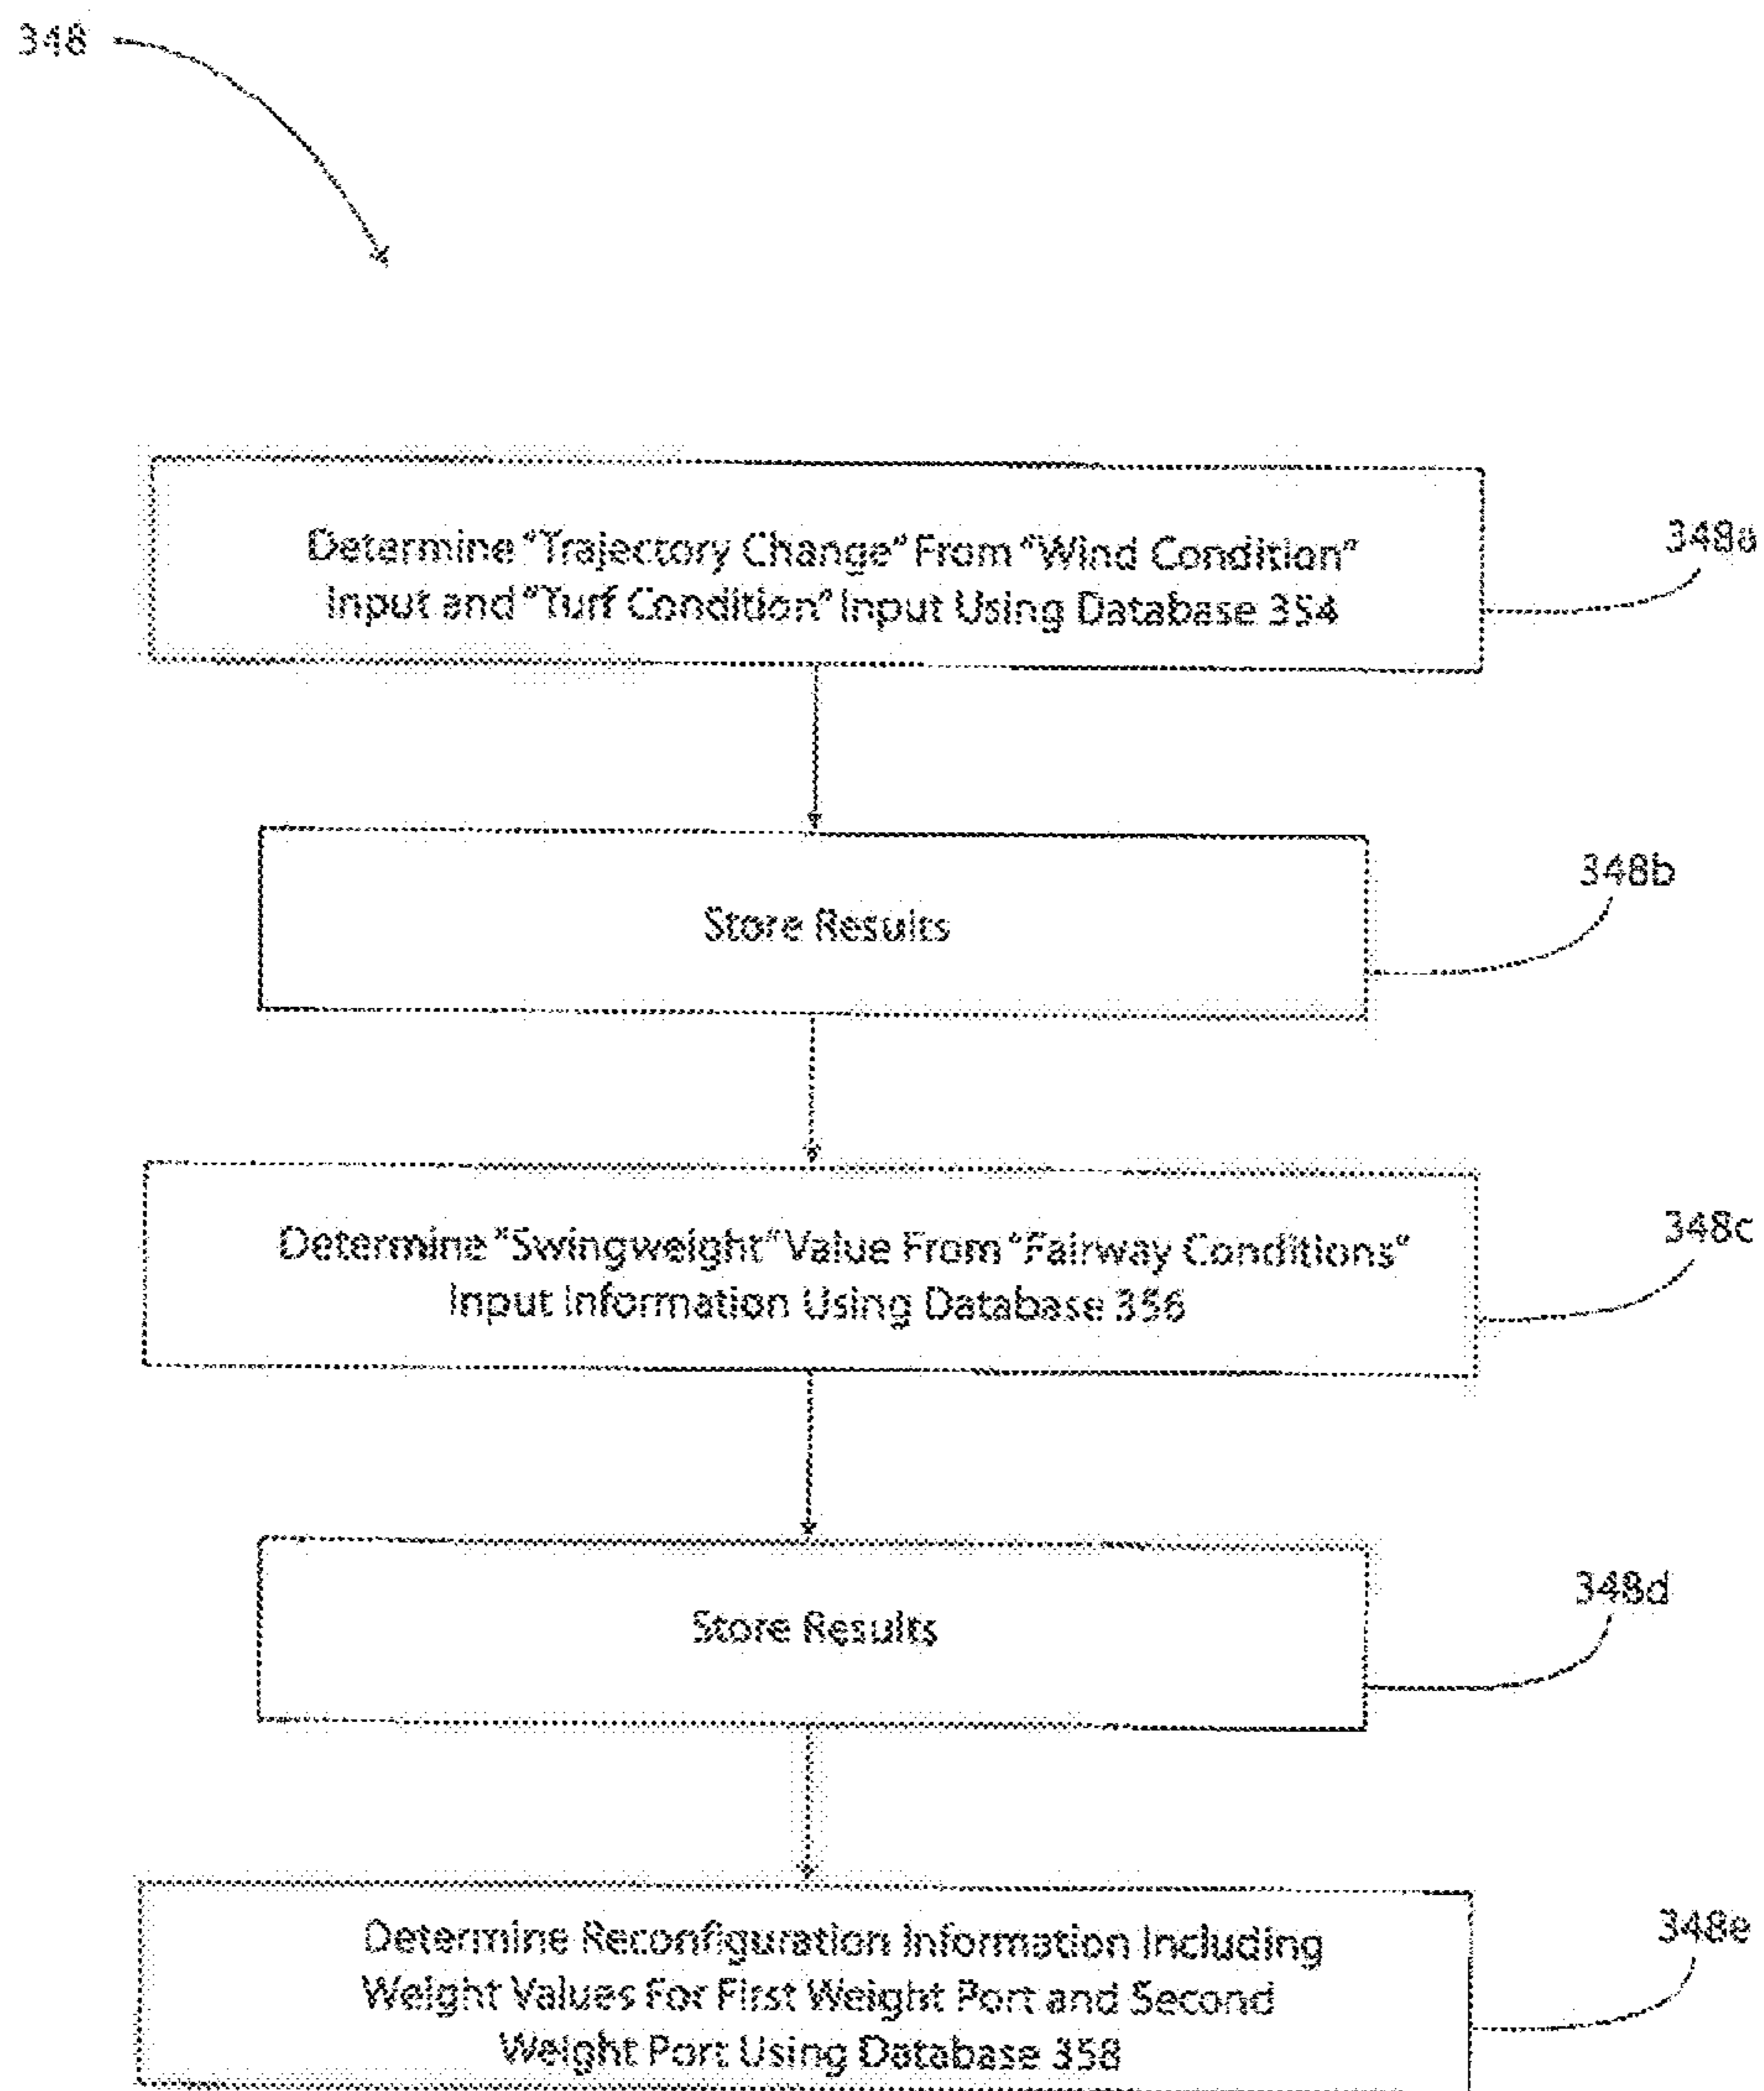 348
Determine "Trajectory Change" From "Wind Condition"
Input and "Turf Condition" Input Using Database 354
348a
Store Results
348b
Determine "Swingweight" Value From "Fairway Conditions"
Input Information Using Database 356
348c
Store Results
348d
Determine Reconfiguration Information Including
Weight Values For First Weight Port and Second
Weight Port Using Database 358
348e